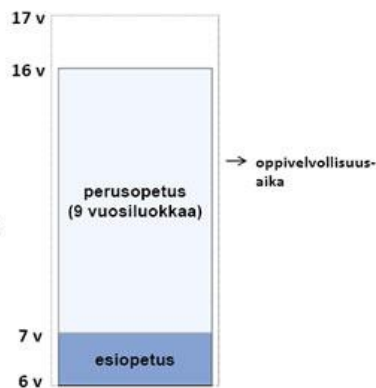 17 v
16 v
→ oppivelvollisuus-
aika
perusopetus
(9 vuosiluokkaa)
7 v
esiopetus
6 v